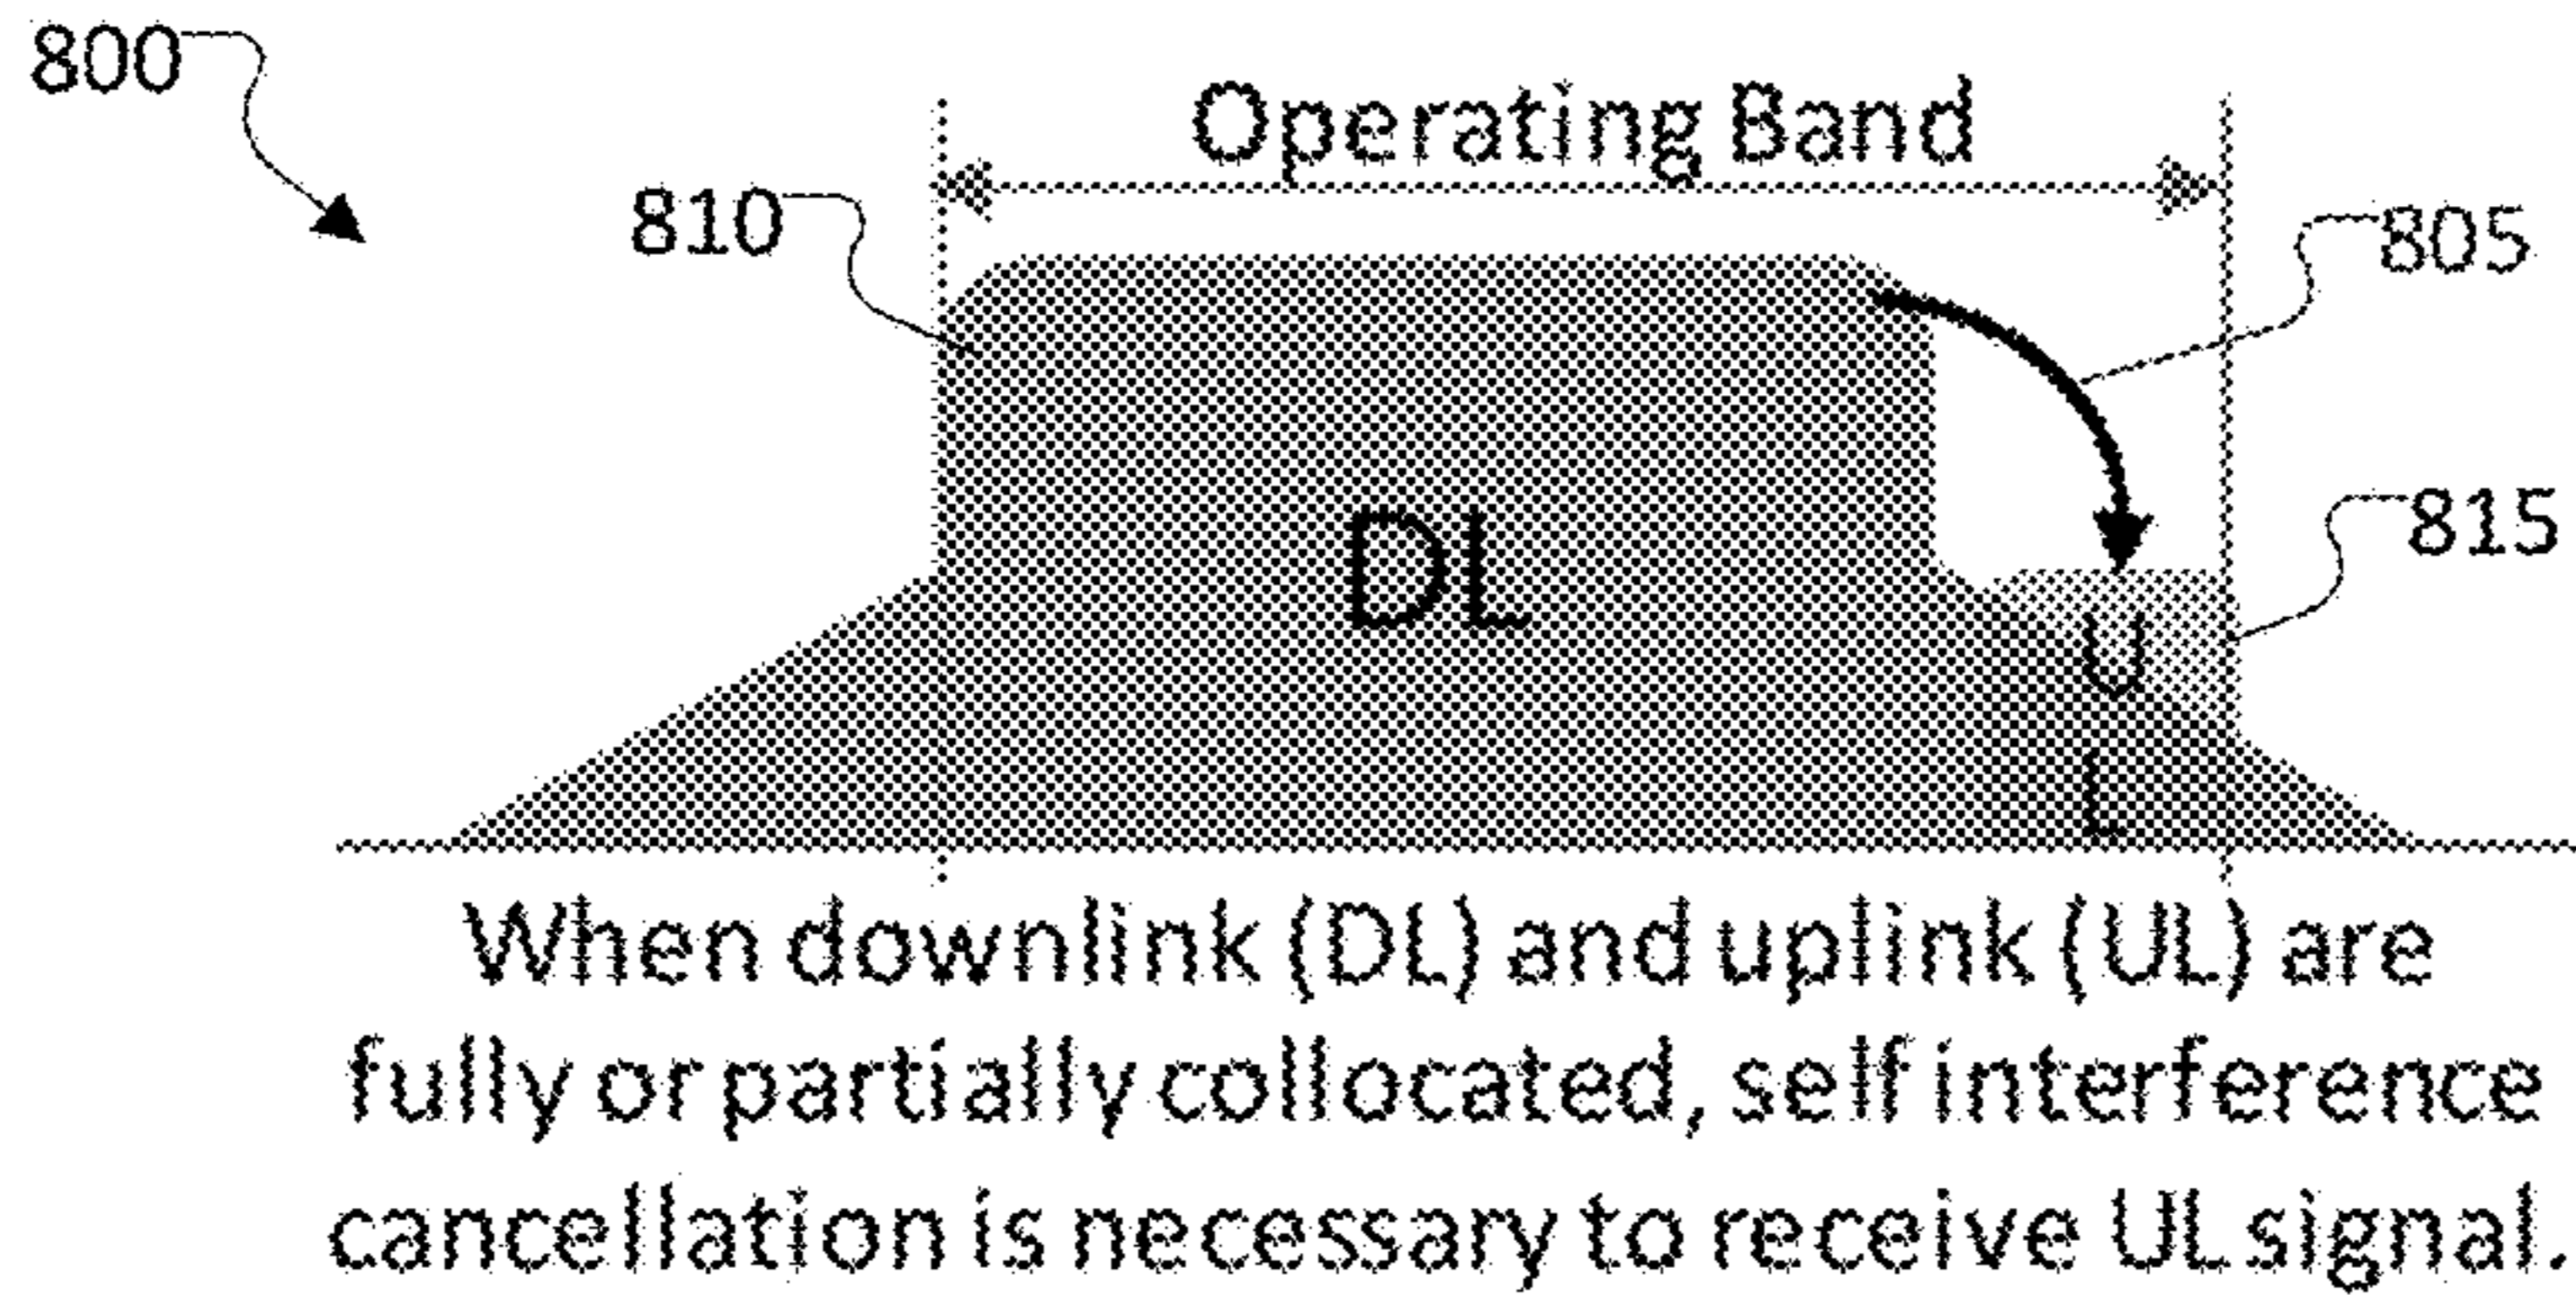 800
Operating Band
810
805
DL
815
U
L
When downlink (DL) and uplink (UL) are
fully or partially collocated, self interference
cancellation is necessary to receive UL signal.